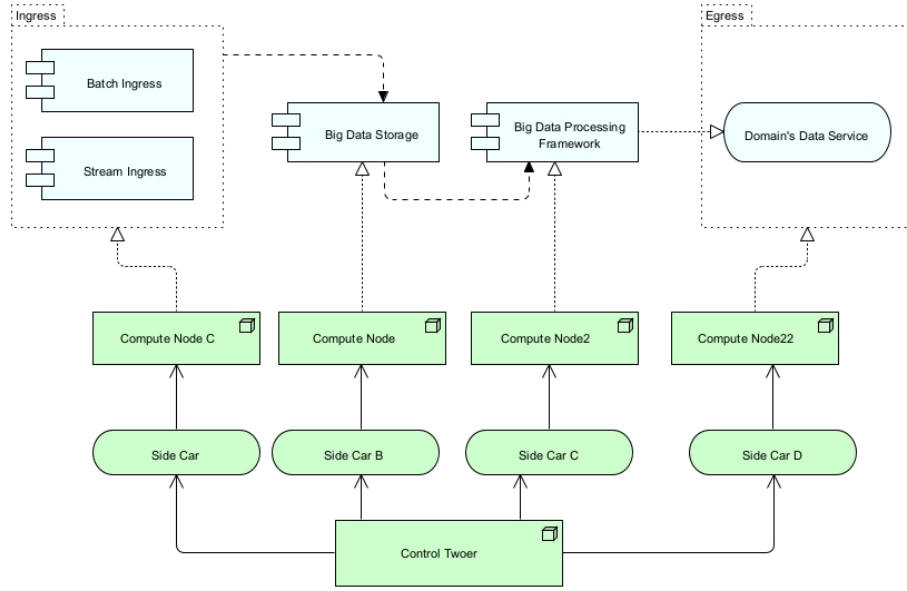 Ingress
Egress
Batch Ingress
Stream Ingress
Big Data Storage
Big Data Processing
Framework
Domain's Data Service
Compute Node C
Compute Node
Compute Node2
Compute Node22
Side Car
Side Car B
Side Car C
Side Car D
Control Twoer